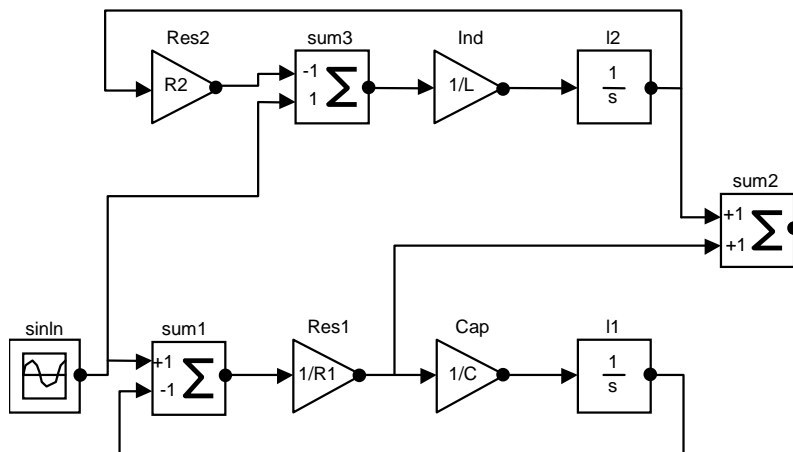 Res2
sum3
Ind
I2
R2
-1
1
Σ
1/L
1
s
sum2
+1
+1
Σ
sinIn
sum1
Res1
Cap
I1
+1
-1
Σ
1/R1
1/C
1
s